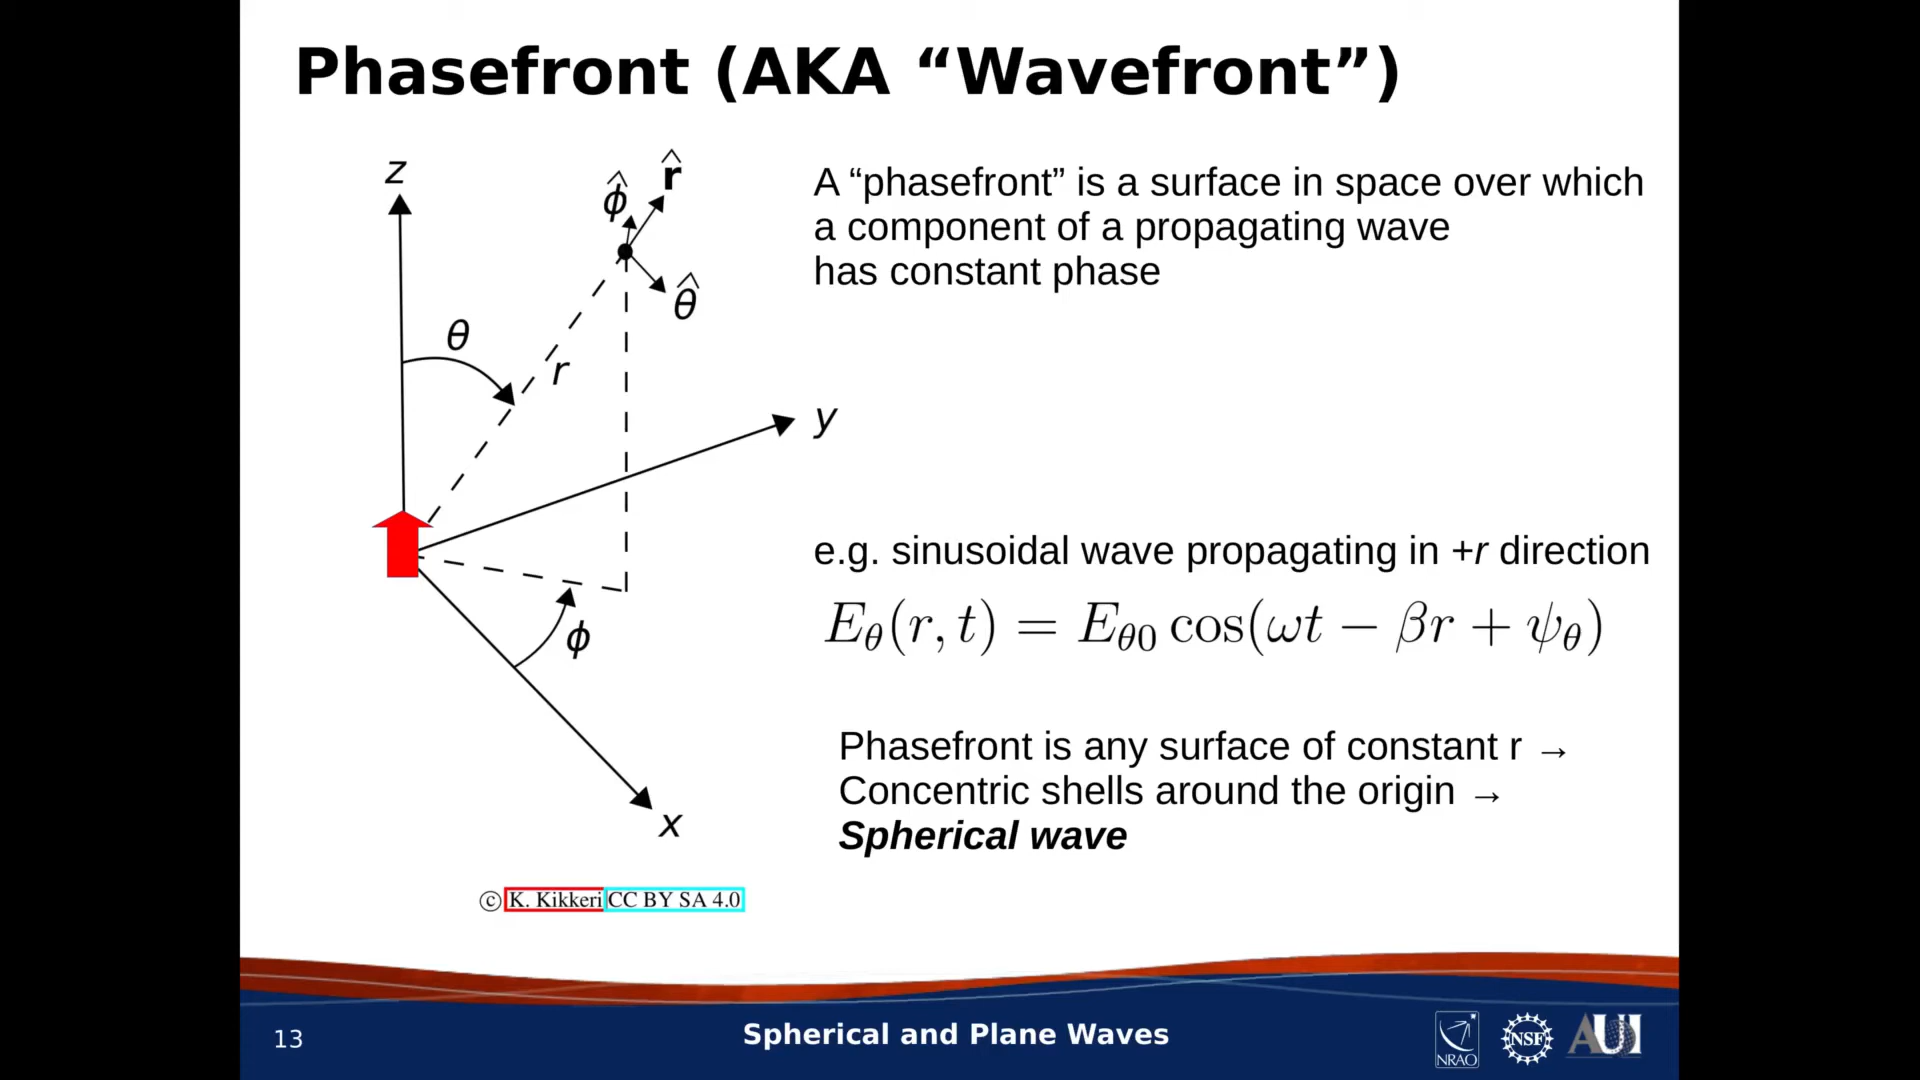 Phasefront (AKA “Wavefront”)
z
ϕ̂
r̂
θ̂
θ
r
y
ϕ
x
© K. Kikkeri CC BY SA 4.0
A “phasefront” is a surface in space over which
a component of a propagating wave
has constant phase
e.g. sinusoidal wave propagating in +r direction
E_θ(r, t) = E_θ0 cos(ωt − βr + ψ_θ)
Phasefront is any surface of constant r →
Concentric shells around the origin →
Spherical wave
13
Spherical and Plane Waves
NRAO
NSF
AUI